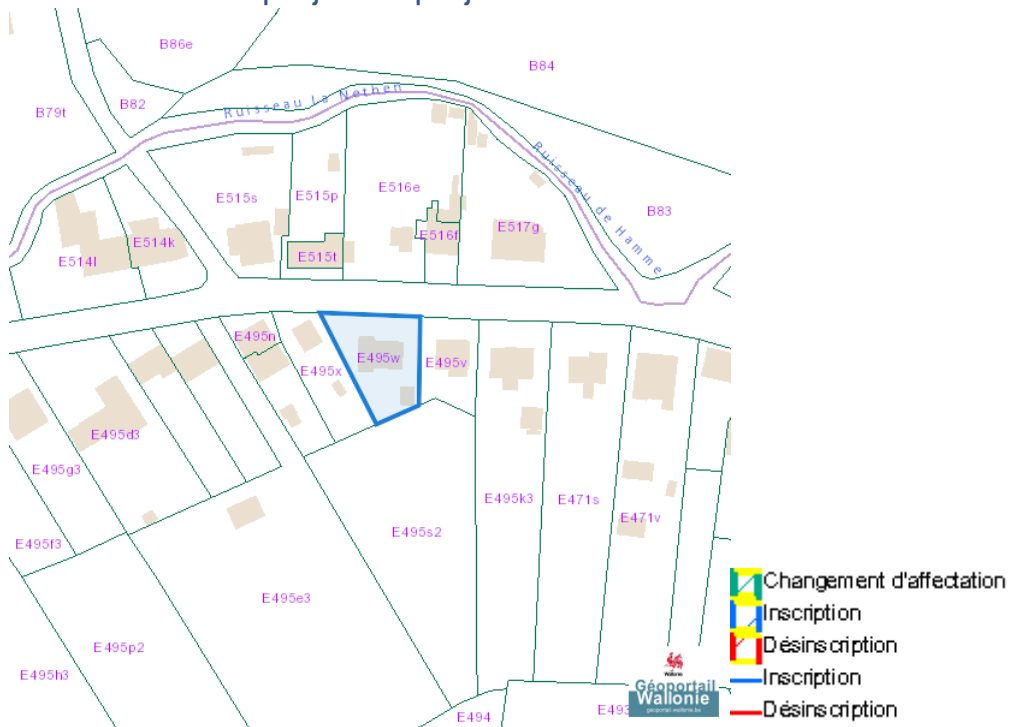 B86e
B84
B79t
B82
Ruisseau La Nethen
Ruisseau de Hamme
E515s
E515p
E516e
B83
E514l
E514k
E515t
E516f
E517g
E495n
E495x
E495w
E495v
E495d3
E495g3
E495k3
E471s
E471v
E495f3
E495s2
E495e3
E495p2
E495h3
E494
E493
Wallonie
Géoportail
Wallonie
geoportail.wallonie.be
Changement d'affectation
Inscription
Désinscription
Inscription
Désinscription